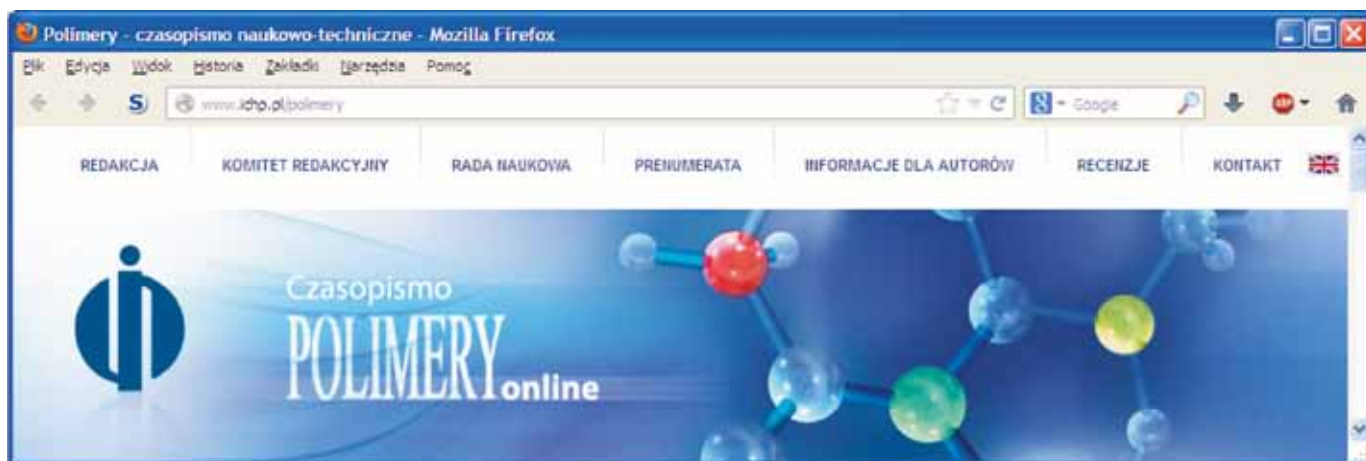 Polimery - czasopismo naukowo-techniczne - Mozilla Firefox
Plik Edycja Widok Historia Zakładki Narzędzia Pomoc
S www.ichp.pl/polimery Google ABP
REDAKCJA KOMITET REDAKCYJNY RADA NAUKOWA PRENUMERATA INFORMACJE DLA AUTORÓW RECENZJE KONTAKT
Czasopismo
POLIMERY online